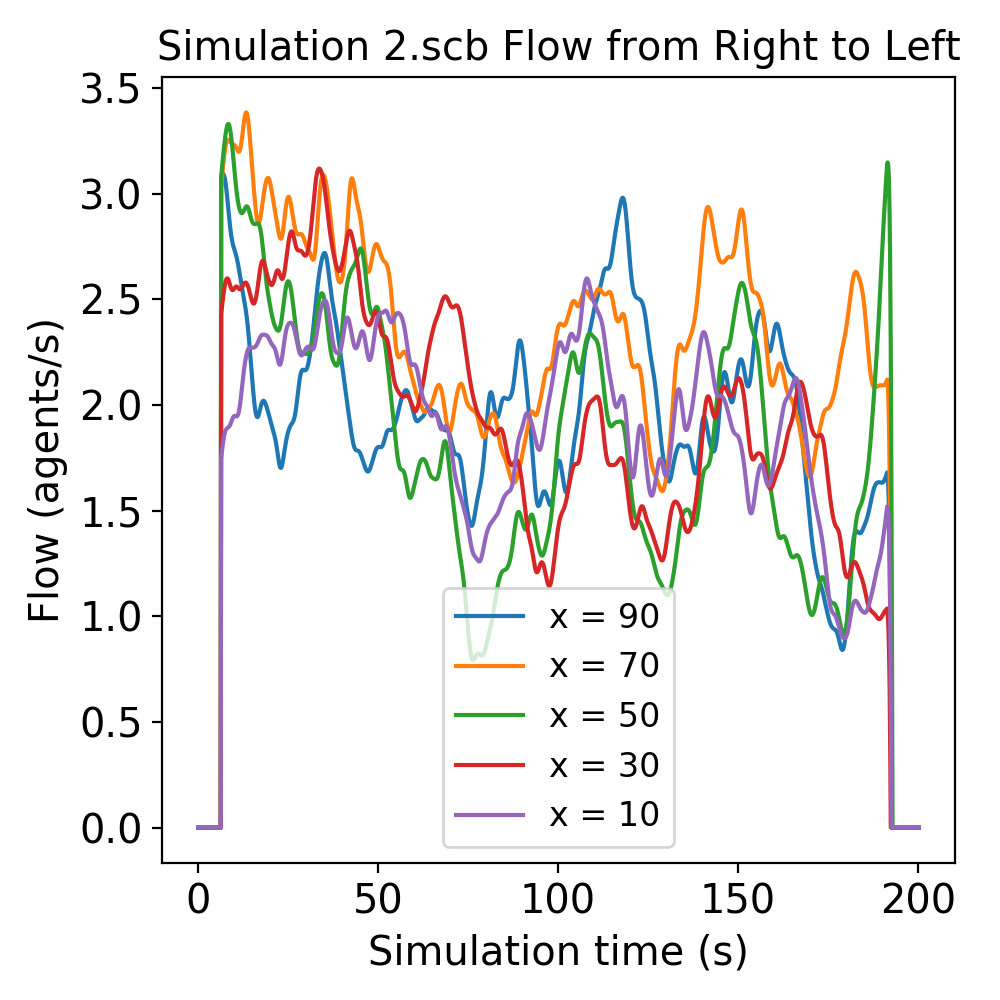 Simulation 2.scb Flow from Right to Left
3.5
3.0
2.5
2.0
1.5
1.0
0.5
0.0
Flow (agents/s)
x = 90
x = 70
x = 50
x = 30
x = 10
0 50 100 150 200
Simulation time (s)